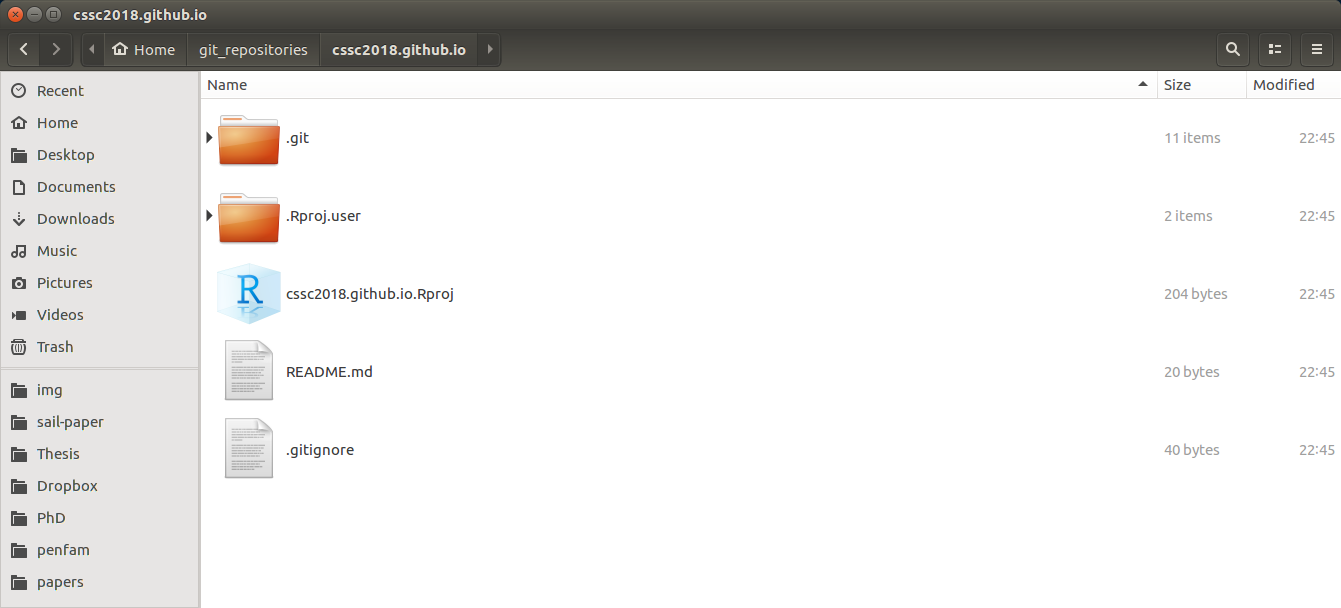 cssc2018.github.io
Home git_repositories cssc2018.github.io
Name Size Modified
Recent
Home
Desktop
Documents
Downloads
Music
Pictures
Videos
Trash
img
sail-paper
Thesis
Dropbox
PhD
penfam
papers
.git 11 items 22:45
.Rproj.user 2 items 22:45
R
cssc2018.github.io.Rproj 204 bytes 22:45
README.md 20 bytes 22:45
.gitignore 40 bytes 22:45